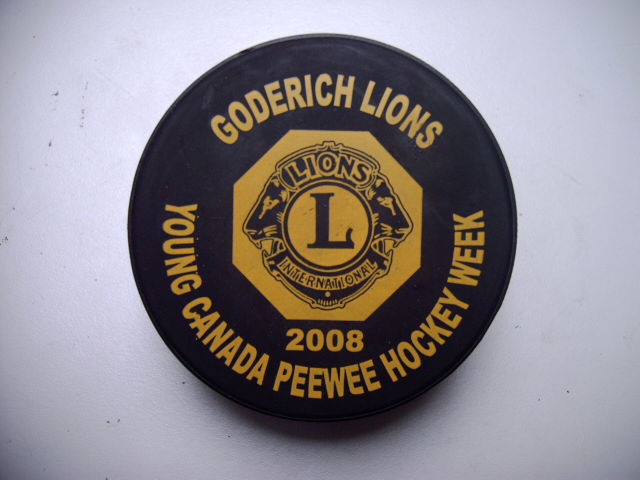 GODERICH LIONS
LIONS
L
INTERNATIONAL
2008
YOUNG CANADA PEEWEE HOCKEY WEEK